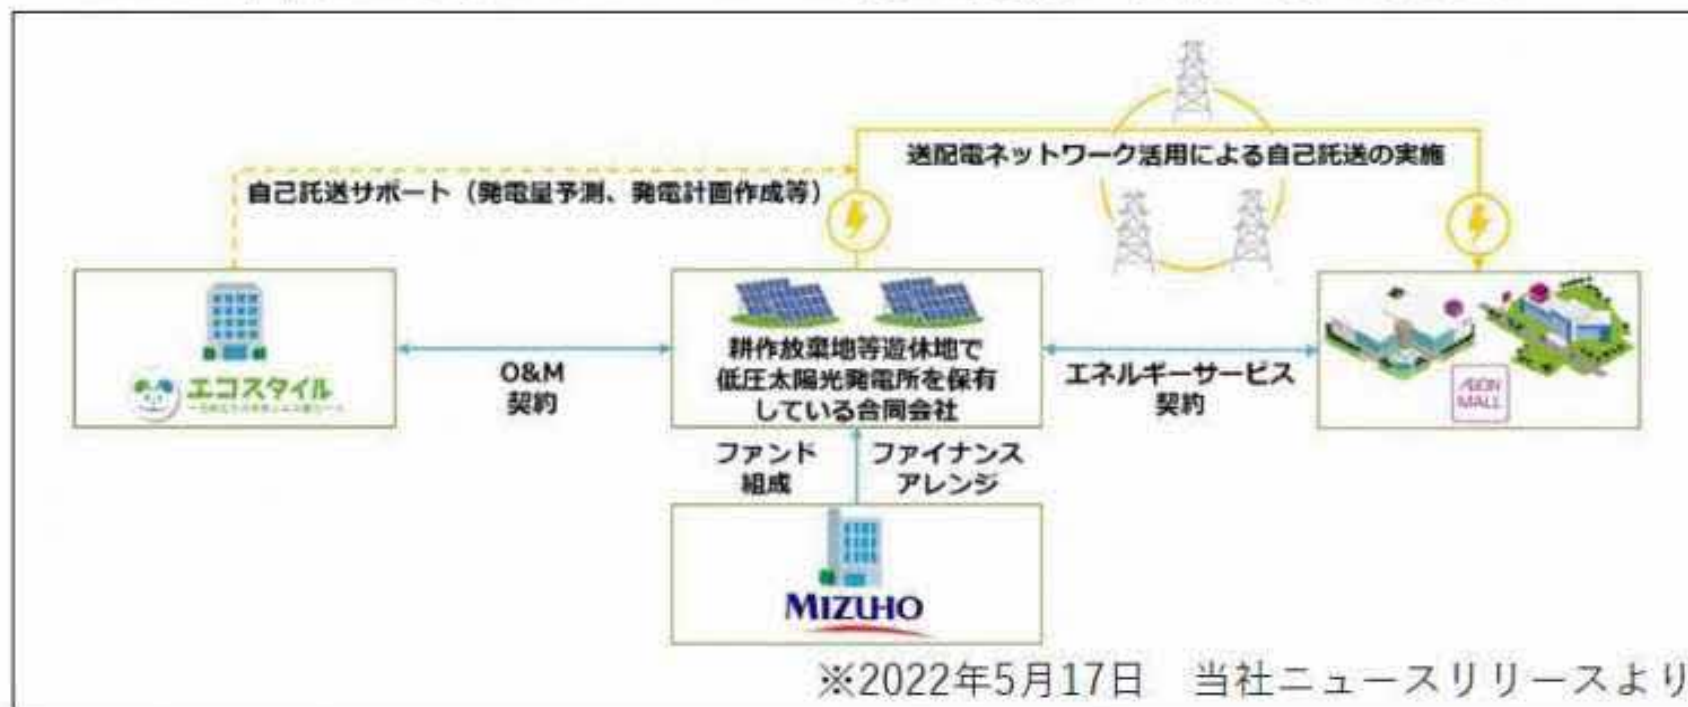 送配電ネットワーク活用による自己託送の実施
自己託送サポート（発電量予測、発電計画作成等）
エコスタイル
O&M
契約
耕作放棄地等遊休地で
低圧太陽光発電所を保有
している合同会社
エネルギーサービス
契約
AEON
MALL
ファンド
組成
ファイナンス
アレンジ
MIZUHO
※2022年5月17日　当社ニュースリリースより